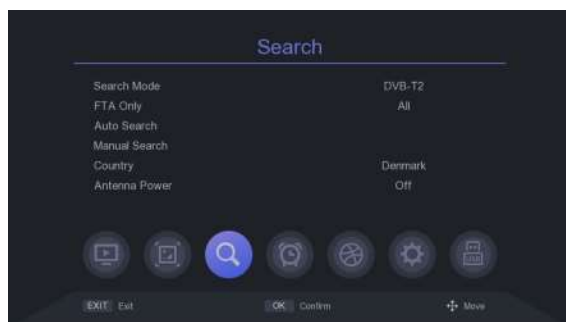 Search
Search Mode DVB-T2
FTA Only All
Auto Search
Manual Search
Country Denmark
Antenna Power Off
USB
EXIT Exit OK Confirm Move